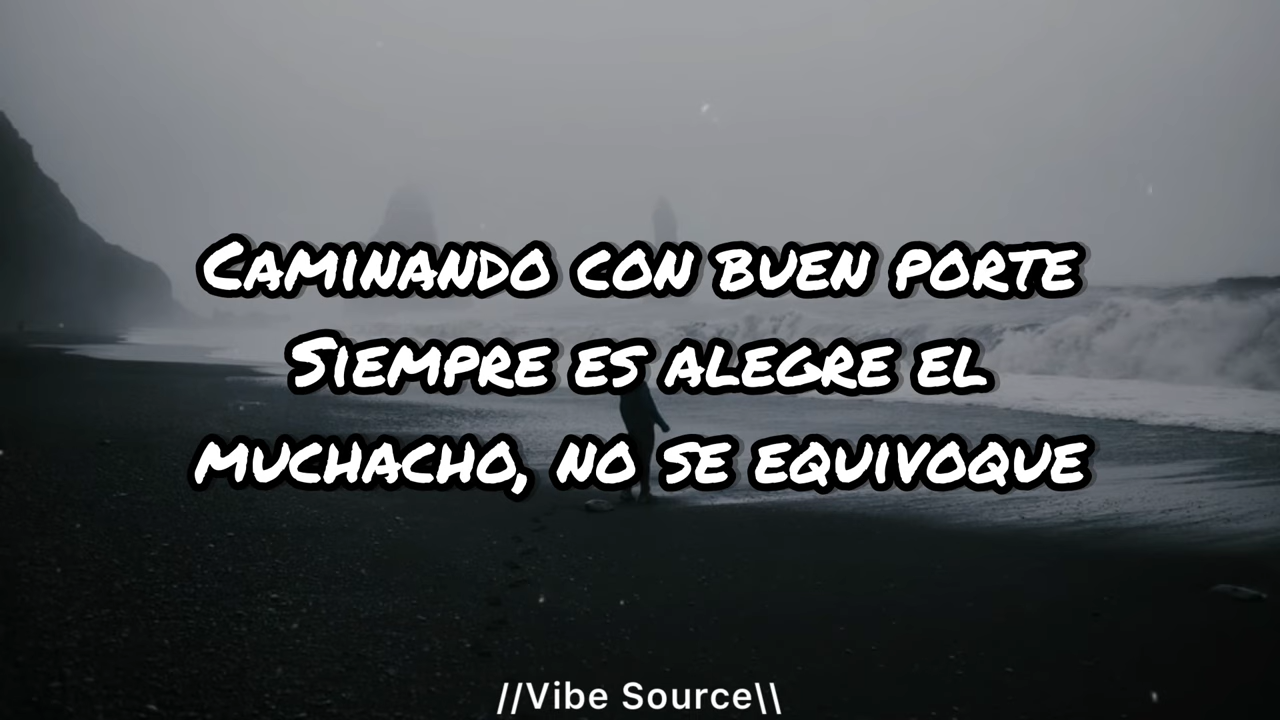 Caminando con buen porte
Siempre es alegre el
muchacho, no se equivoque
//Vibe Source\\